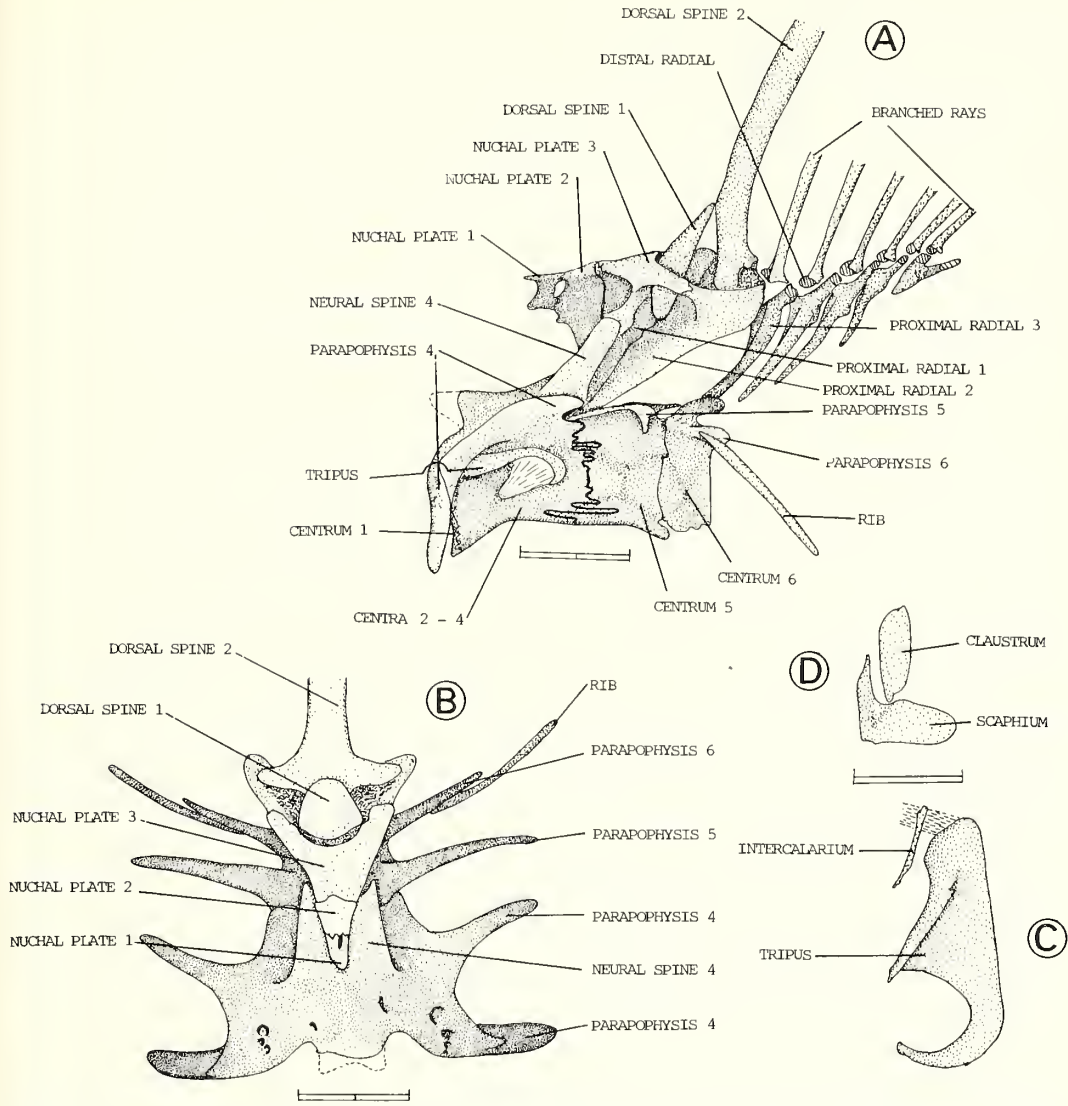 DORSAL SPINE 2
A
DISTAL RADIAL
DORSAL SPINE 1
BRANCHED RAYS
NUCHAL PLATE 3
NUCHAL PLATE 2
NUCHAL PLATE 1
NEURAL SPINE 4
PROXIMAL RADIAL 3
PARAPOPHYSIS 4
PROXIMAL RADIAL 1
PROXIMAL RADIAL 2
PARAPOPHYSIS 5
PARAPOPHYSIS 6
TRIPUS
RIB
CENTRUM 1
CENTRUM 6
CENTRUM 5
CENTRA 2 - 4
DORSAL SPINE 2
B
RIB
DORSAL SPINE 1
PARAPOPHYSIS 6
NUCHAL PLATE 3
PARAPOPHYSIS 5
NUCHAL PLATE 2
PARAPOPHYSIS 4
NUCHAL PLATE 1
NEURAL SPINE 4
PARAPOPHYSIS 4
D
CLAUSTRUM
SCAPHIUM
INTERCALARIUM
C
TRIPUS